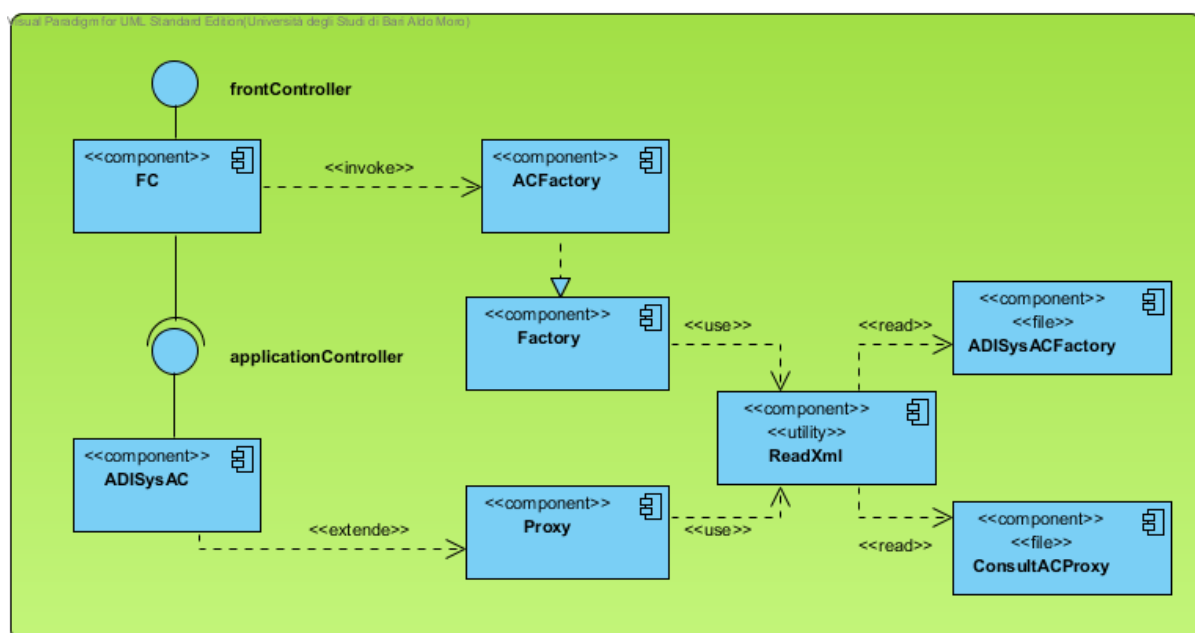 Visual Paradigm for UML Standard Edition(Università degli Studi di Bari Aldo Moro)
frontController
<<component>>
FC
<<invoke>>
<<component>>
ACFactory
<<component>>
Factory
<<use>>
<<read>>
<<component>>
<<file>>
ADISysACFactory
applicationController
<<component>>
<<utility>>
ReadXml
<<component>>
ADISysAC
<<extende>>
<<component>>
Proxy
<<use>>
<<read>>
<<component>>
<<file>>
ConsultACProxy